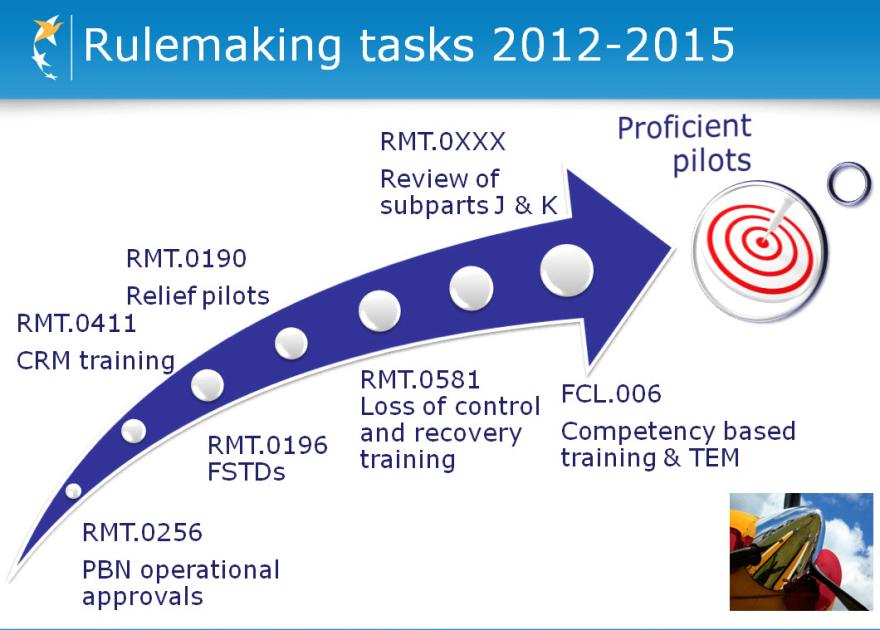 Rulemaking tasks 2012-2015
Proficient
pilots
RMT.0XXX
Review of
subparts J & K
RMT.0190
Relief pilots
RMT.0411
CRM training
RMT.0581
Loss of control
and recovery
training
FCL.006
Competency based
training & TEM
RMT.0196
FSTDs
RMT.0256
PBN operational
approvals